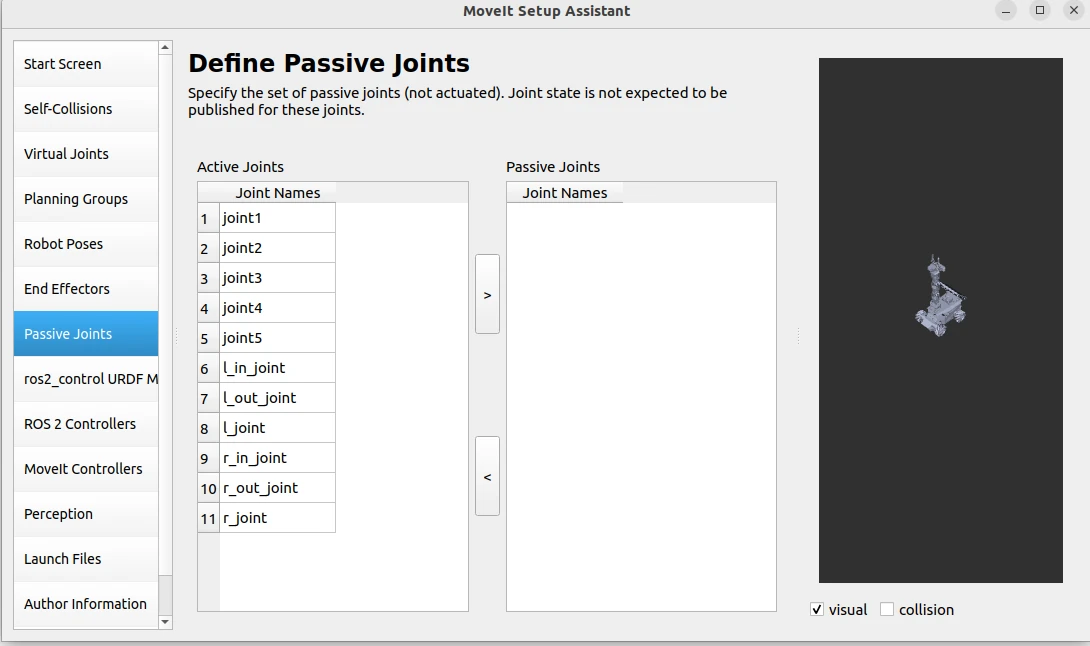 MoveIt Setup Assistant
Start Screen
Self-Collisions
Virtual Joints
Planning Groups
Robot Poses
End Effectors
Passive Joints
ros2_control URDF M
ROS 2 Controllers
MoveIt Controllers
Perception
Launch Files
Author Information
Define Passive Joints
Specify the set of passive joints (not actuated). Joint state is not expected to be
published for these joints.
Active Joints
Joint Names
1 joint1
2 joint2
3 joint3
4 joint4
5 joint5
6 l_in_joint
7 l_out_joint
8 l_joint
9 r_in_joint
10 r_out_joint
11 r_joint
>
<
Passive Joints
Joint Names
visual collision